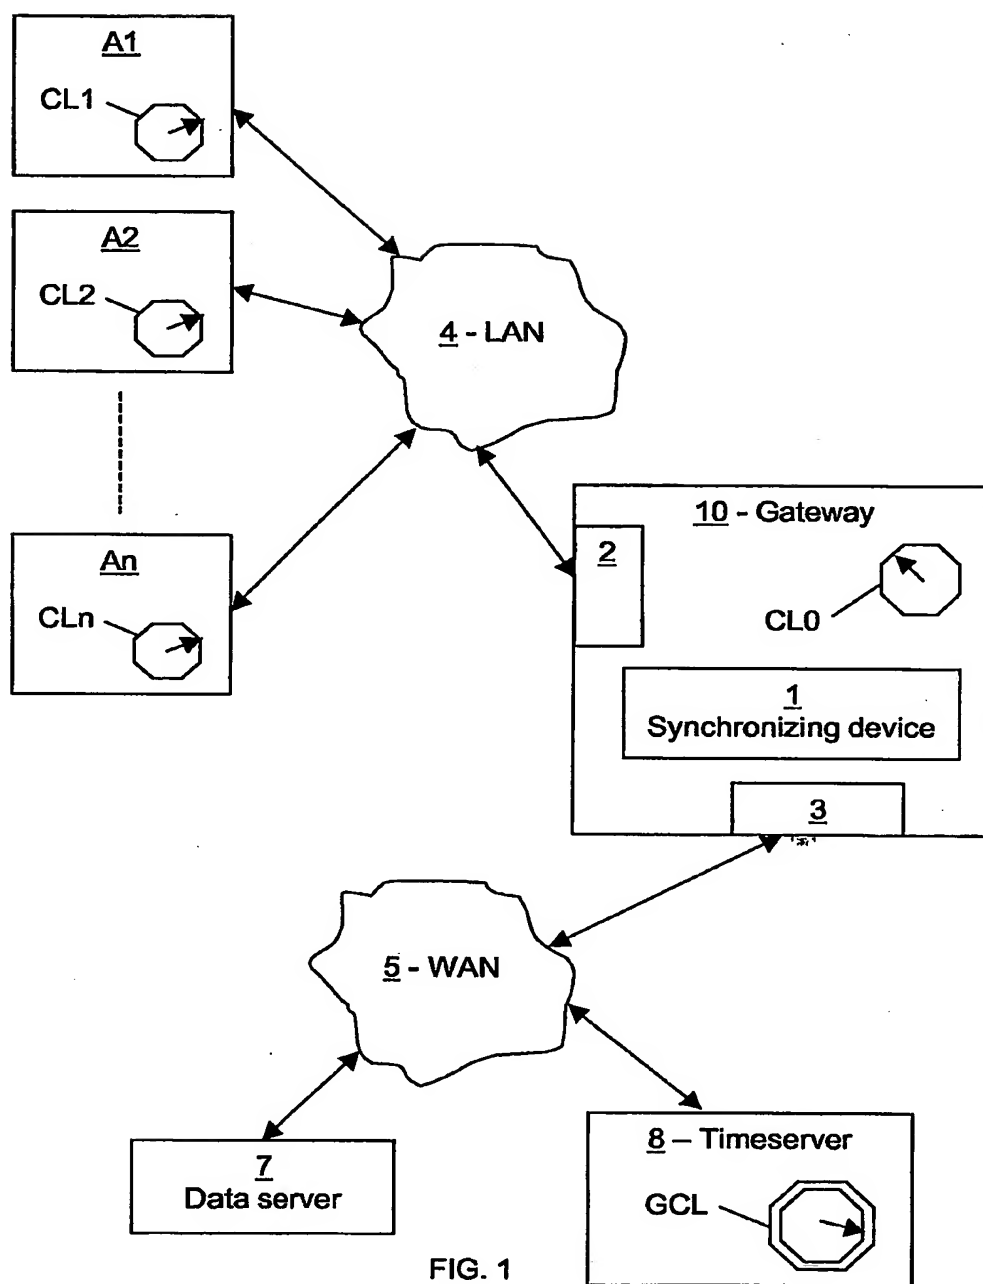 A1
CL1
A2
CL2
4 - LAN
10 - Gateway
2
An
CLn
CL0
1
Synchronizing device
3
5 - WAN
8 – Timeserver
7
Data server
GCL
FIG. 1